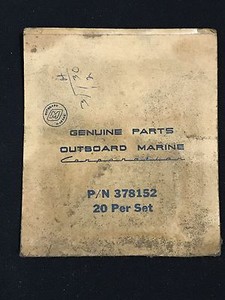 GENUINE PARTS
OUTBOARD MARINE
Corporation
P/N 378152
20 Per Set